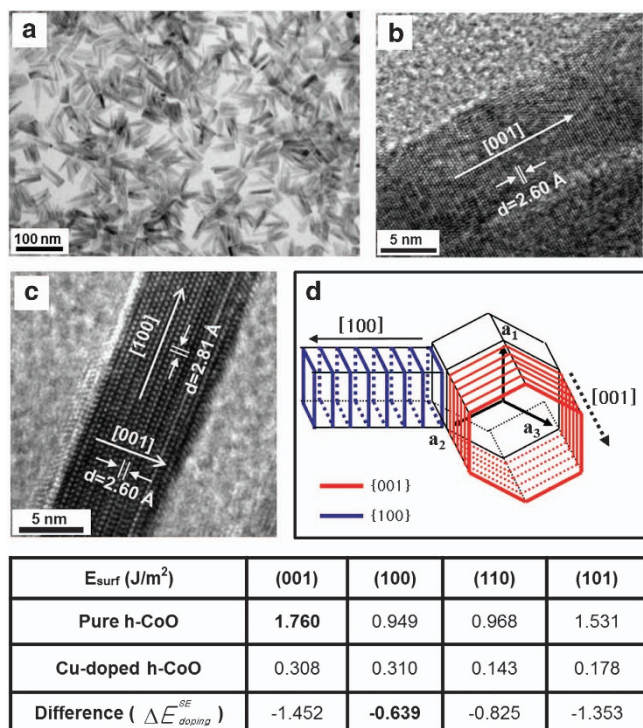 a
100 nm
b
[001]
d=2.60 Å
5 nm
c
[100]
d=2.81 Å
[001]
d=2.60 Å
5 nm
d
[100]
a1
[001]
a2
a3
{001}
{100}
Esurf (J/m²) (001) (100) (110) (101)
Pure h-CoO 1.760 0.949 0.968 1.531
Cu-doped h-CoO 0.308 0.310 0.143 0.178
Difference ( ΔE^SE_doping ) -1.452 -0.639 -0.825 -1.353